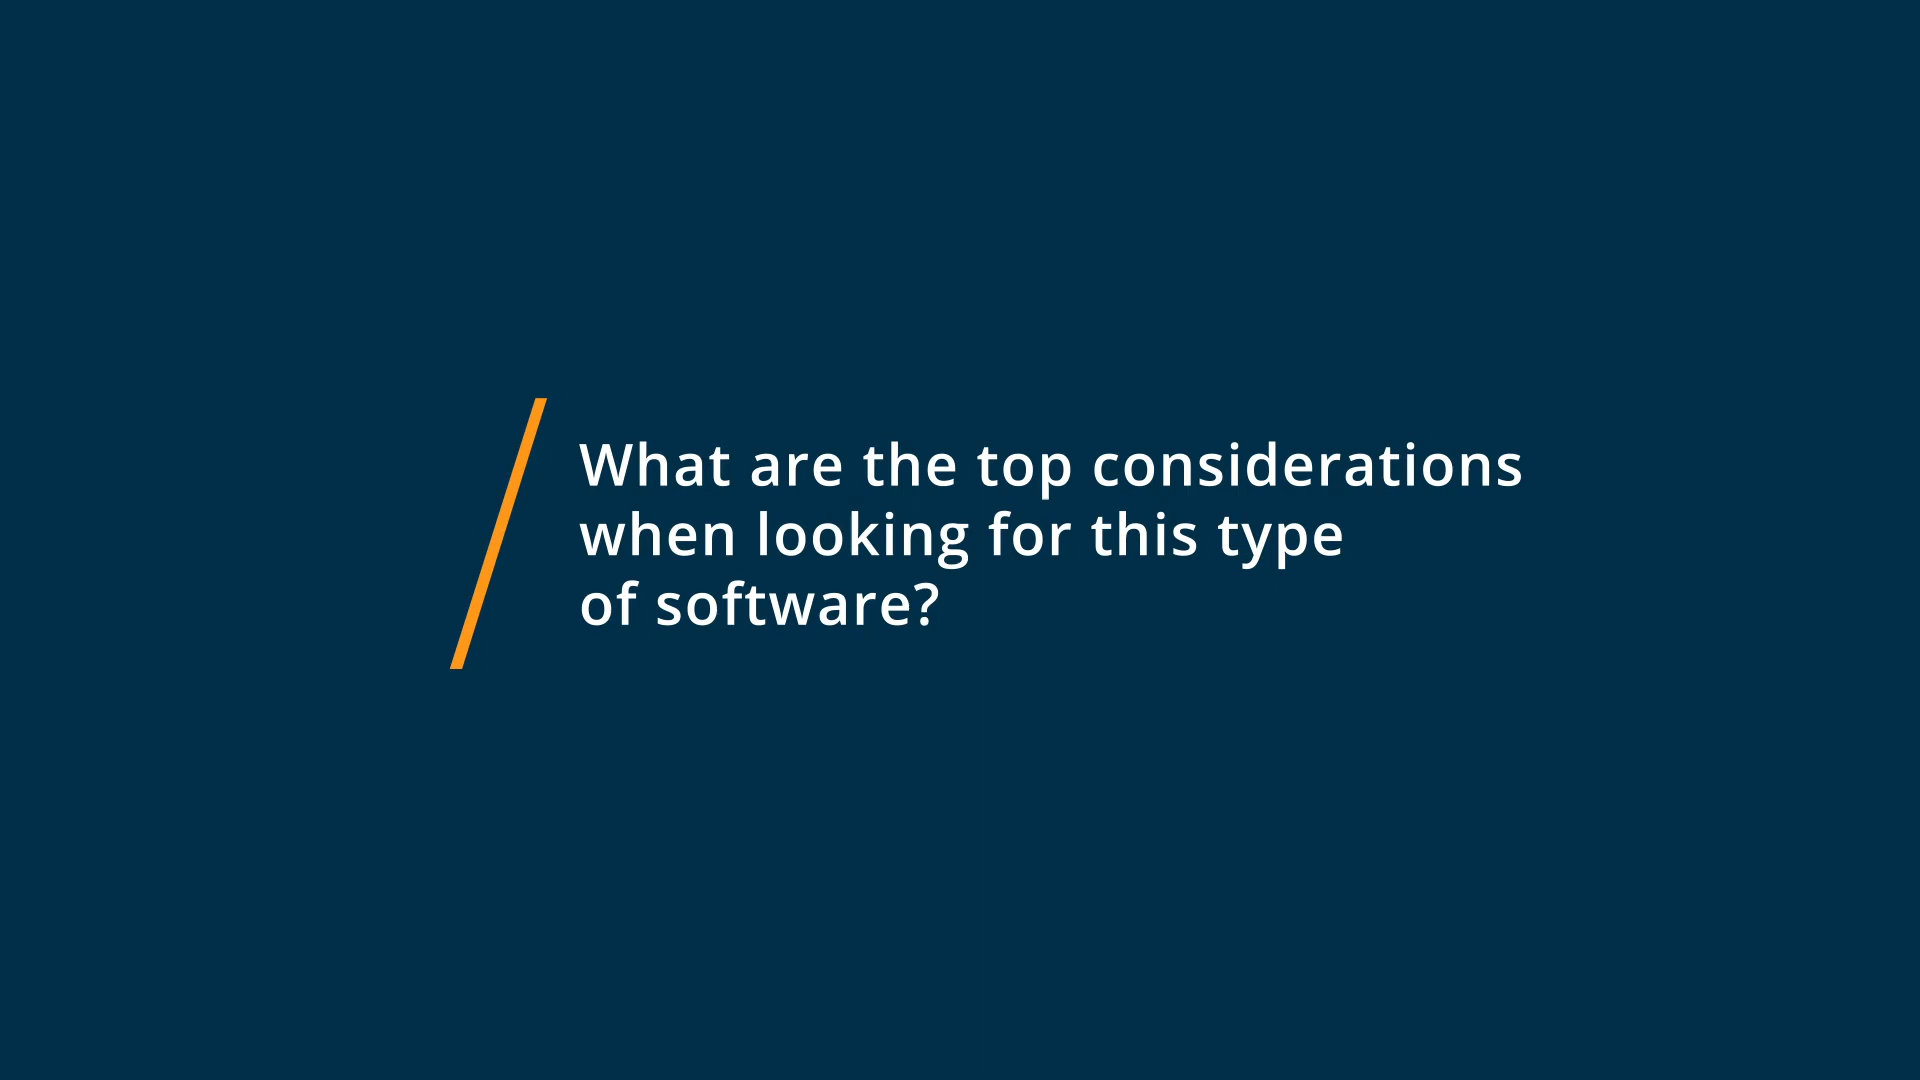 What are the top considerations
when looking for this type
of software?